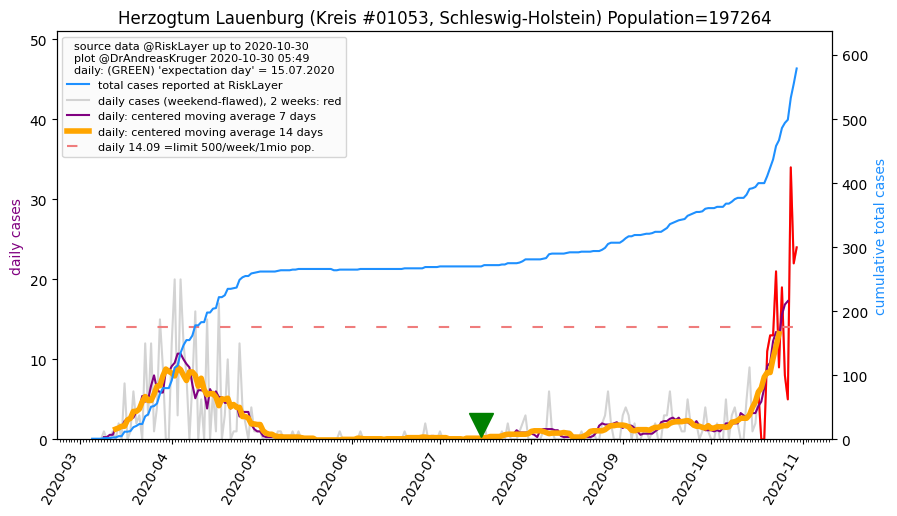 Herzogtum Lauenburg (Kreis #01053, Schleswig-Holstein) Population=197264
source data @RiskLayer up to 2020-10-30
plot @DrAndreasKruger 2020-10-30 05:49
daily: (GREEN) 'expectation day' = 15.07.2020
total cases reported at RiskLayer
daily cases (weekend-flawed), 2 weeks: red
daily: centered moving average 7 days
daily: centered moving average 14 days
daily 14.09 =limit 500/week/1mio pop.
daily cases
50
40
30
20
10
0
cumulative total cases
600
500
400
300
200
100
0
2020-03
2020-04
2020-05
2020-06
2020-07
2020-08
2020-09
2020-10
2020-11